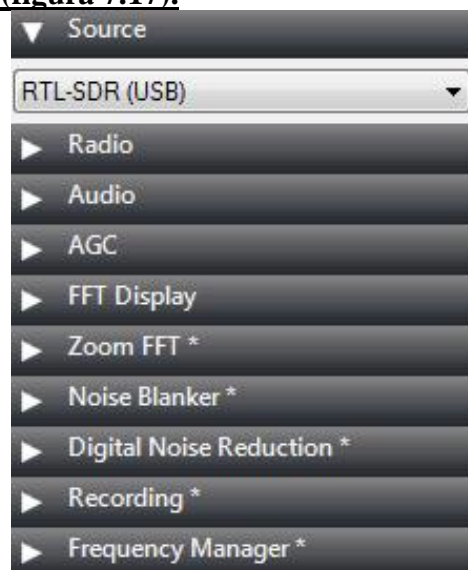 (figura 7.17).
Source
RTL-SDR (USB)
Radio
Audio
AGC
FFT Display
Zoom FFT *
Noise Blanker *
Digital Noise Reduction *
Recording *
Frequency Manager *